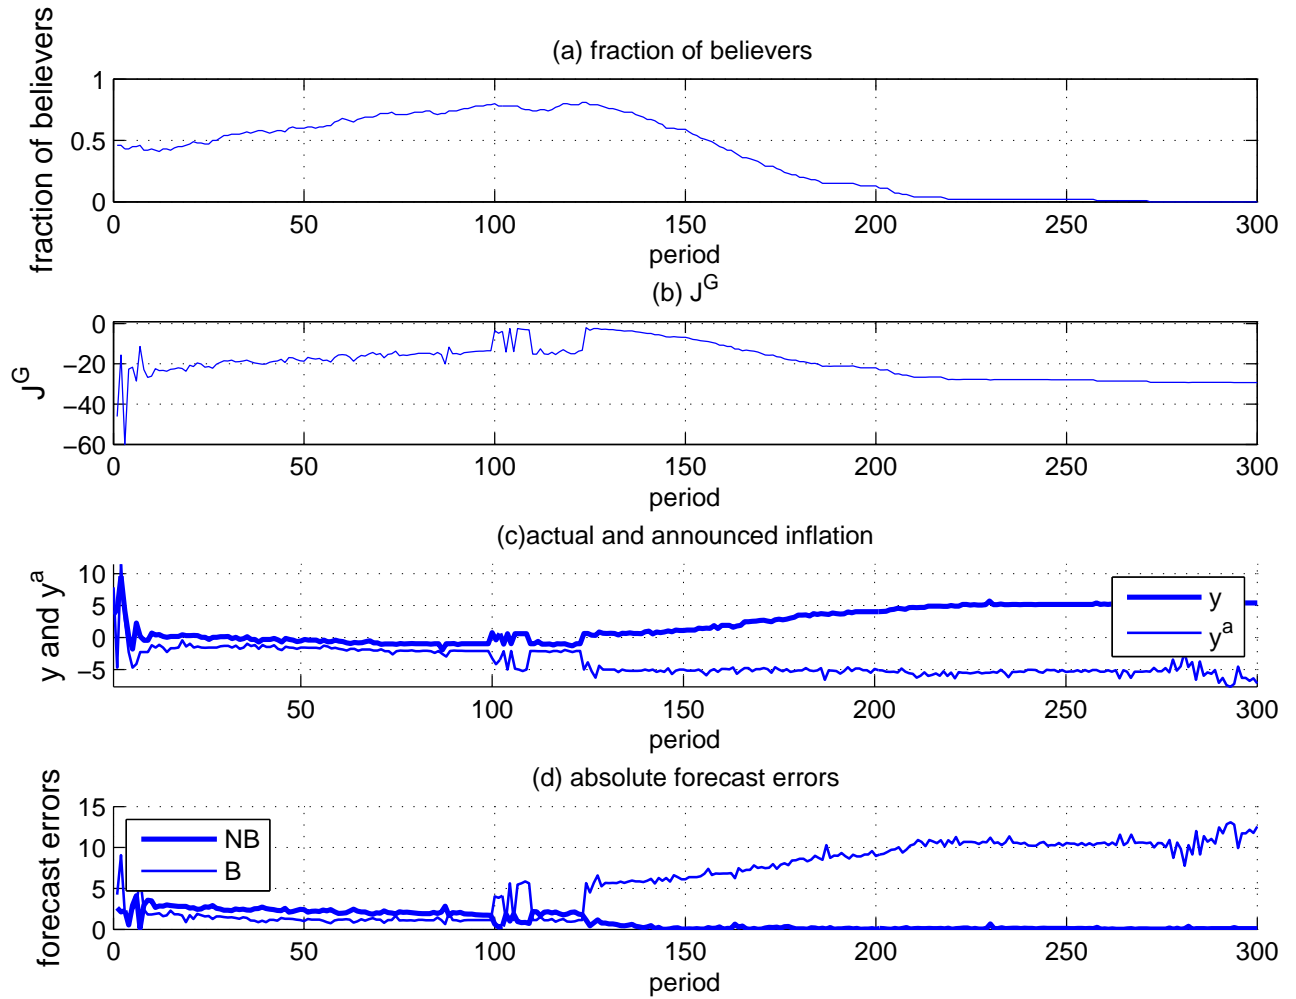 (a) fraction of believers
fraction of believers
1
0.5
0
0 50 100 150 200 250 300
period
(b) J^G
J^G
0
−20
−40
−60
0 50 100 150 200 250 300
period
(c)actual and announced inflation
y and y^a
10
5
0
−5
y
y^a
50 100 150 200 250 300
period
(d) absolute forecast errors
forecast errors
15
10
5
0
NB
B
0 50 100 150 200 250 300
period